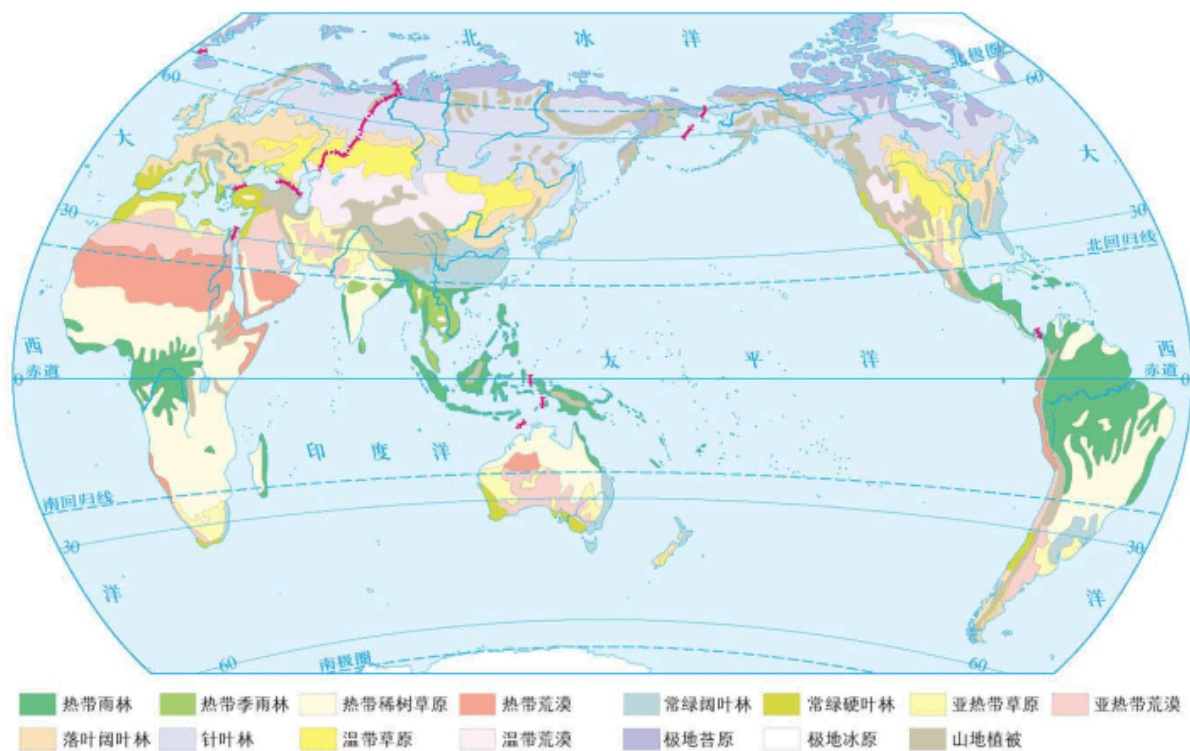 北 冰 洋
北极圈
60
60
大
大
30
30
北回归线
西
太 平 洋
西
赤道
赤道
0
0
印 度 洋
南回归线
30
30
洋
洋
60
南极圈
60
热带雨林 热带季雨林 热带稀树草原 热带荒漠 常绿阔叶林 常绿硬叶林 亚热带草原 亚热带荒漠
落叶阔叶林 针叶林 温带草原 温带荒漠 极地苔原 极地冰原 山地植被